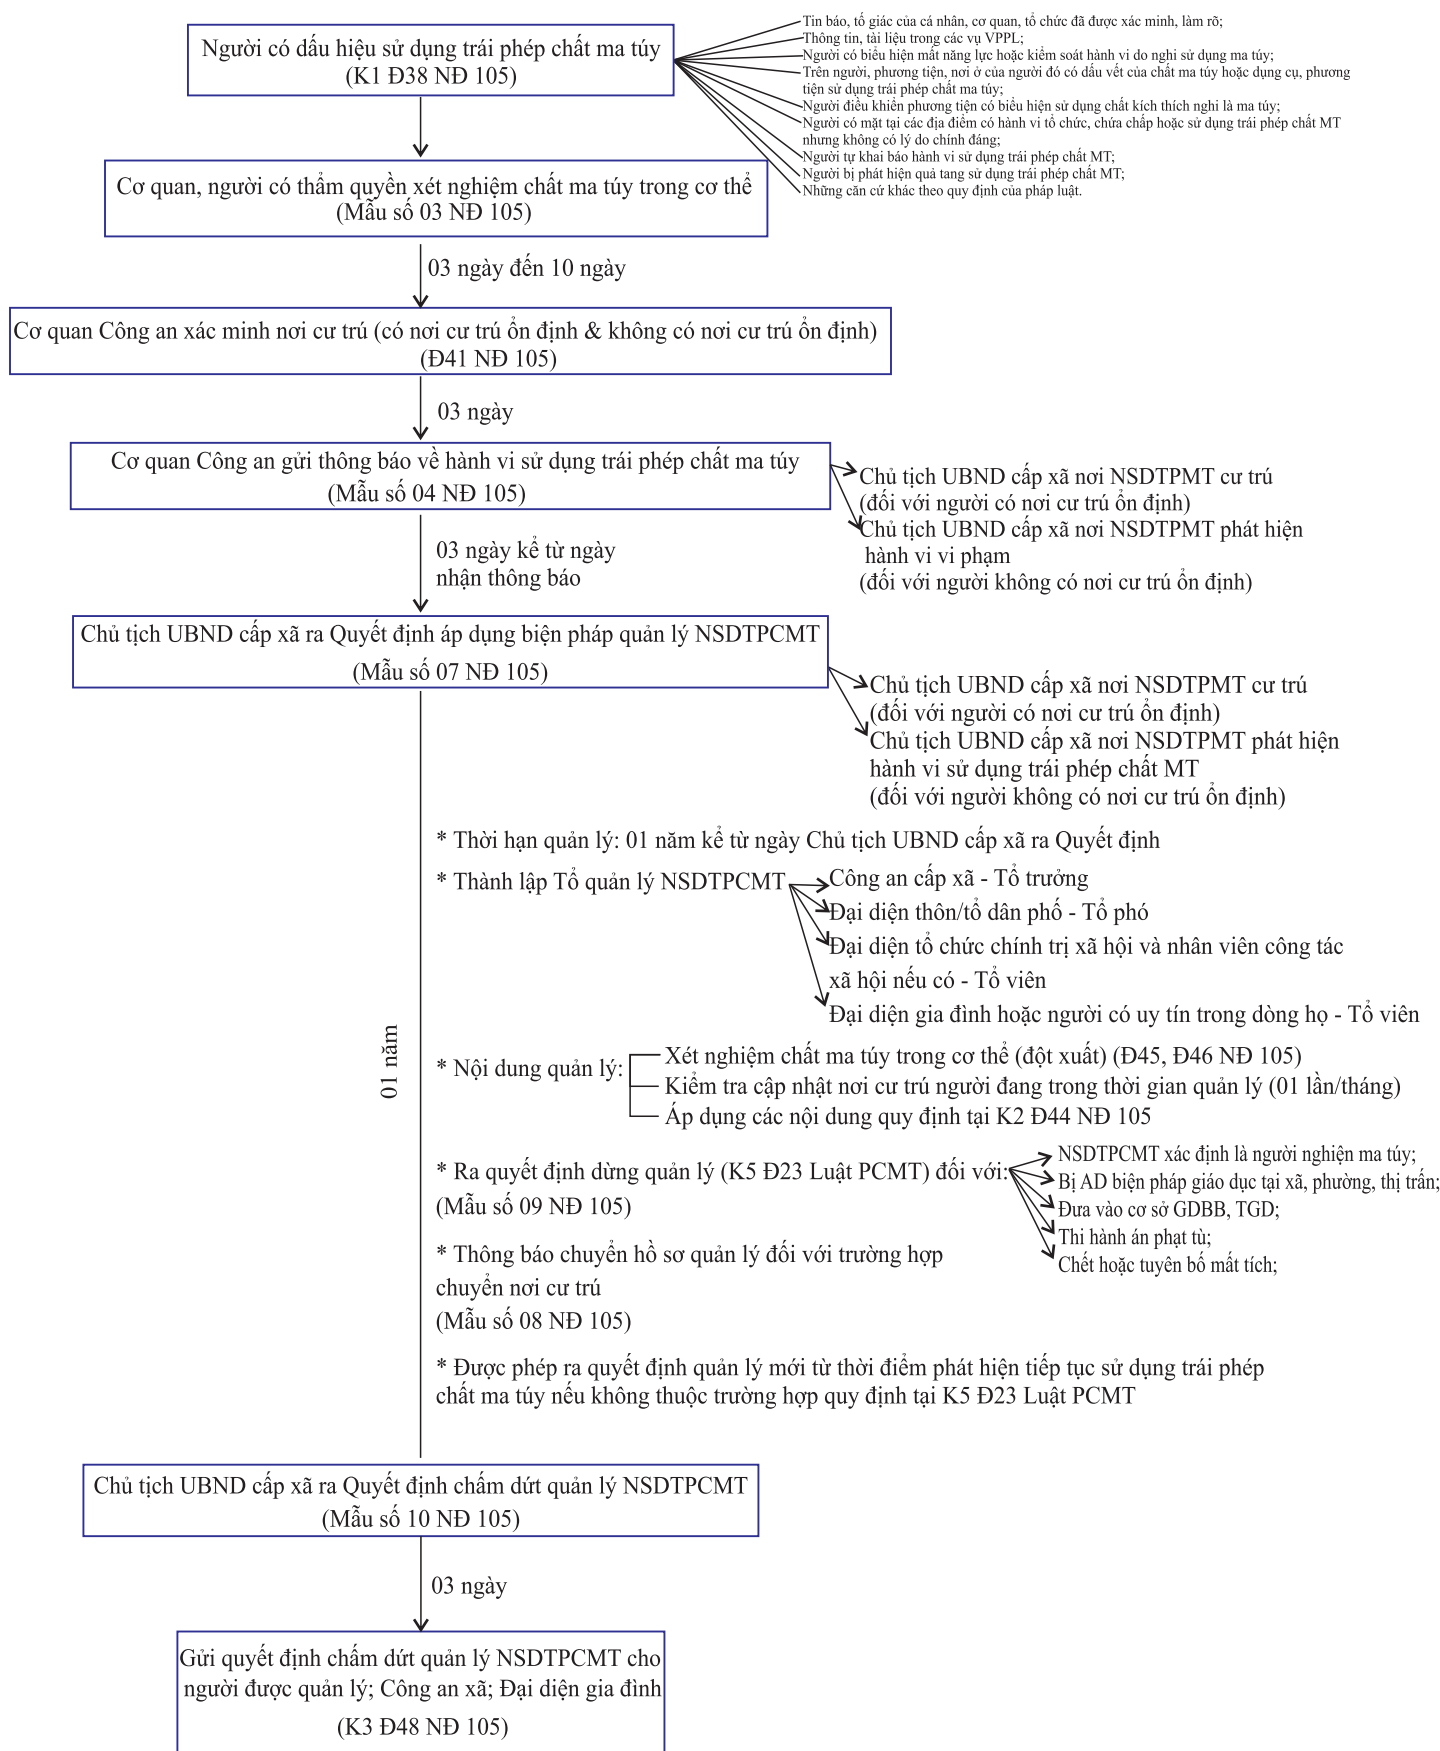 Người có dấu hiệu sử dụng trái phép chất ma túy
(K1 Đ38 NĐ 105)
Tin báo, tố giác của cá nhân, cơ quan, tổ chức đã được xác minh, làm rõ;
Thông tin, tài liệu trong các vụ VPPL;
Người có biểu hiện mất năng lực hoặc kiểm soát hành vi do nghi sử dụng ma túy;
Trên người, phương tiện, nơi ở của người đó có dấu vết của chất ma túy hoặc dụng cụ, phương
tiện sử dụng trái phép chất ma túy;
Người điều khiển phương tiện có biểu hiện sử dụng chất kích thích nghi là ma túy;
Người có mặt tại các địa điểm có hành vi tổ chức, chứa chấp hoặc sử dụng trái phép chất MT
nhưng không có lý do chính đáng;
Người tự khai báo hành vi sử dụng trái phép chất MT;
Người bị phát hiện quả tang sử dụng trái phép chất MT;
Những căn cứ khác theo quy định của pháp luật.
Cơ quan, người có thẩm quyền xét nghiệm chất ma túy trong cơ thể
(Mẫu số 03 NĐ 105)
03 ngày đến 10 ngày
Cơ quan Công an xác minh nơi cư trú (có nơi cư trú ổn định & không có nơi cư trú ổn định)
(Đ41 NĐ 105)
03 ngày
Cơ quan Công an gửi thông báo về hành vi sử dụng trái phép chất ma túy
(Mẫu số 04 NĐ 105)
Chủ tịch UBND cấp xã nơi NSDTPMT cư trú
(đối với người có nơi cư trú ổn định)
Chủ tịch UBND cấp xã nơi NSDTPMT phát hiện
hành vi vi phạm
(đối với người không có nơi cư trú ổn định)
03 ngày kể từ ngày
nhận thông báo
Chủ tịch UBND cấp xã ra Quyết định áp dụng biện pháp quản lý NSDTPCMT
(Mẫu số 07 NĐ 105)
Chủ tịch UBND cấp xã nơi NSDTPMT cư trú
(đối với người có nơi cư trú ổn định)
Chủ tịch UBND cấp xã nơi NSDTPMT phát hiện
hành vi sử dụng trái phép chất MT
(đối với người không có nơi cư trú ổn định)
01 năm
* Thời hạn quản lý: 01 năm kể từ ngày Chủ tịch UBND cấp xã ra Quyết định
* Thành lập Tổ quản lý NSDTPCMT
Công an cấp xã - Tổ trưởng
Đại diện thôn/tổ dân phố - Tổ phó
Đại diện tổ chức chính trị xã hội và nhân viên công tác
xã hội nếu có - Tổ viên
Đại diện gia đình hoặc người có uy tín trong dòng họ - Tổ viên
* Nội dung quản lý:
Xét nghiệm chất ma túy trong cơ thể (đột xuất) (Đ45, Đ46 NĐ 105)
Kiểm tra cập nhật nơi cư trú người đang trong thời gian quản lý (01 lần/tháng)
Áp dụng các nội dung quy định tại K2 Đ44 NĐ 105
* Ra quyết định dừng quản lý (K5 Đ23 Luật PCMT) đối với:
(Mẫu số 09 NĐ 105)
NSDTPCMT xác định là người nghiện ma túy;
Bị AD biện pháp giáo dục tại xã, phường, thị trấn;
Đưa vào cơ sở GDBB, TGD;
Thi hành án phạt tù;
Chết hoặc tuyên bố mất tích;
* Thông báo chuyển hồ sơ quản lý đối với trường hợp
chuyển nơi cư trú
(Mẫu số 08 NĐ 105)
* Được phép ra quyết định quản lý mới từ thời điểm phát hiện tiếp tục sử dụng trái phép
chất ma túy nếu không thuộc trường hợp quy định tại K5 Đ23 Luật PCMT
Chủ tịch UBND cấp xã ra Quyết định chấm dứt quản lý NSDTPCMT
(Mẫu số 10 NĐ 105)
03 ngày
Gửi quyết định chấm dứt quản lý NSDTPCMT cho
người được quản lý; Công an xã; Đại diện gia đình
(K3 Đ48 NĐ 105)